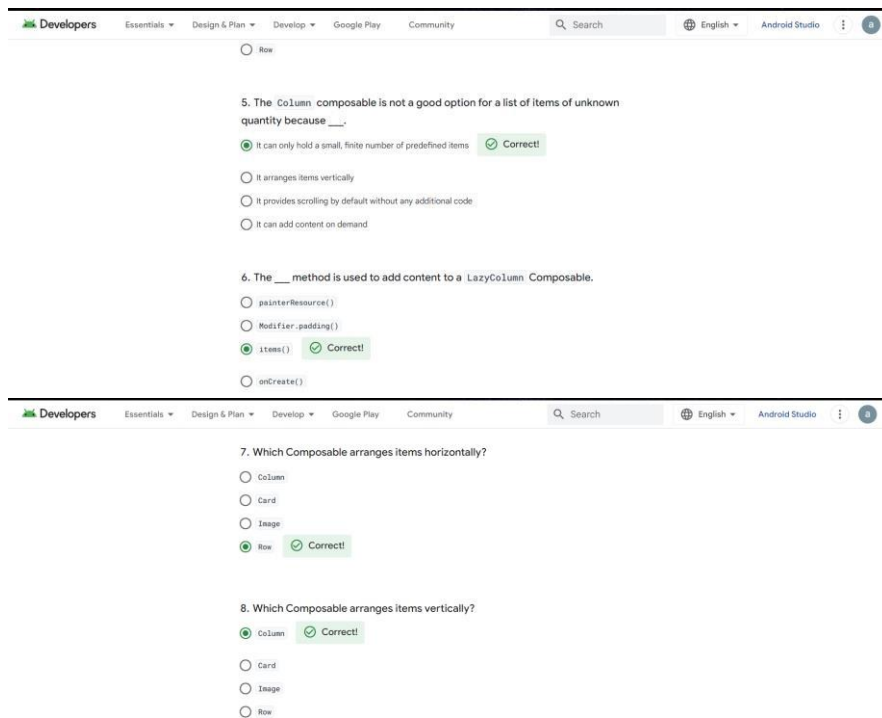 Developers Essentials Design & Plan Develop Google Play Community Search English Android Studio a
Row
5. The Column composable is not a good option for a list of items of unknown
quantity because ___.
It can only hold a small, finite number of predefined items Correct!
It arranges items vertically
It provides scrolling by default without any additional code
It can add content on demand
6. The ___ method is used to add content to a LazyColumn Composable.
painterResource()
Modifier.padding()
items() Correct!
onCreate()
Developers Essentials Design & Plan Develop Google Play Community Search English Android Studio a
7. Which Composable arranges items horizontally?
Column
Card
Image
Row Correct!
8. Which Composable arranges items vertically?
Column Correct!
Card
Image
Row